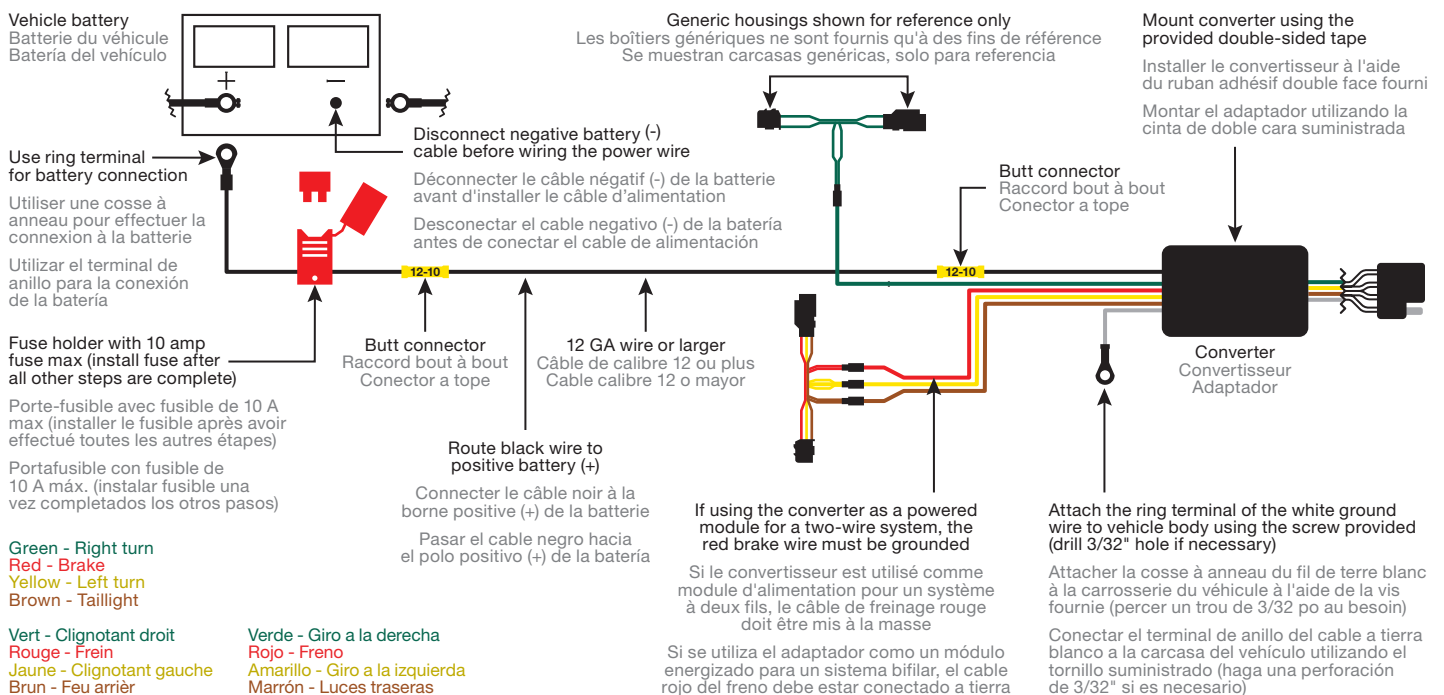 Vehicle battery
Batterie du véhicule
Batería del vehículo
+
−
Generic housings shown for reference only
Les boîtiers génériques ne sont fournis qu'à des fins de référence
Se muestran carcasas genéricas, solo para referencia
Mount converter using the
provided double-sided tape
Installer le convertisseur à l'aide
du ruban adhésif double face fourni
Montar el adaptador utilizando la
cinta de doble cara suministrada
Disconnect negative battery (-)
cable before wiring the power wire
Déconnecter le câble négatif (-) de la batterie
avant d'installer le câble d'alimentation
Desconectar el cable negativo (-) de la batería
antes de conectar el cable de alimentación
Use ring terminal
for battery connection
Utiliser une cosse à
anneau pour effectuer la
connexion à la batterie
Utilizar el terminal de
anillo para la conexión
de la batería
Butt connector
Raccord bout à bout
Conector a tope
12-10
12-10
Fuse holder with 10 amp
fuse max (install fuse after
all other steps are complete)
Porte-fusible avec fusible de 10 A
max (installer le fusible après avoir
effectué toutes les autres étapes)
Portafusible con fusible de
10 A máx. (instalar fusible una
vez completados los otros pasos)
Butt connector
Raccord bout à bout
Conector a tope
12 GA wire or larger
Câble de calibre 12 ou plus
Cable calibre 12 o mayor
Converter
Convertisseur
Adaptador
Route black wire to
positive battery (+)
Connecter le câble noir à la
borne positive (+) de la batterie
Pasar el cable negro hacia
el polo positivo (+) de la batería
If using the converter as a powered
module for a two-wire system, the
red brake wire must be grounded
Si le convertisseur est utilisé comme
module d'alimentation pour un système
à deux fils, le câble de freinage rouge
doit être mis à la masse
Si se utiliza el adaptador como un módulo
energizado para un sistema bifilar, el cable
rojo del freno debe estar conectado a tierra
Attach the ring terminal of the white ground
wire to vehicle body using the screw provided
(drill 3/32" hole if necessary)
Attacher la cosse à anneau du fil de terre blanc
à la carrosserie du véhicule à l'aide de la vis
fournie (percer un trou de 3/32 po au besoin)
Conectar el terminal de anillo del cable a tierra
blanco a la carcasa del vehículo utilizando el
tornillo suministrado (haga una perforación
de 3/32" si es necesario)
Green - Right turn
Red - Brake
Yellow - Left turn
Brown - Taillight
Vert - Clignotant droit
Rouge - Frein
Jaune - Clignotant gauche
Brun - Feu arrièr
Verde - Giro a la derecha
Rojo - Freno
Amarillo - Giro a la izquierda
Marrón - Luces traseras